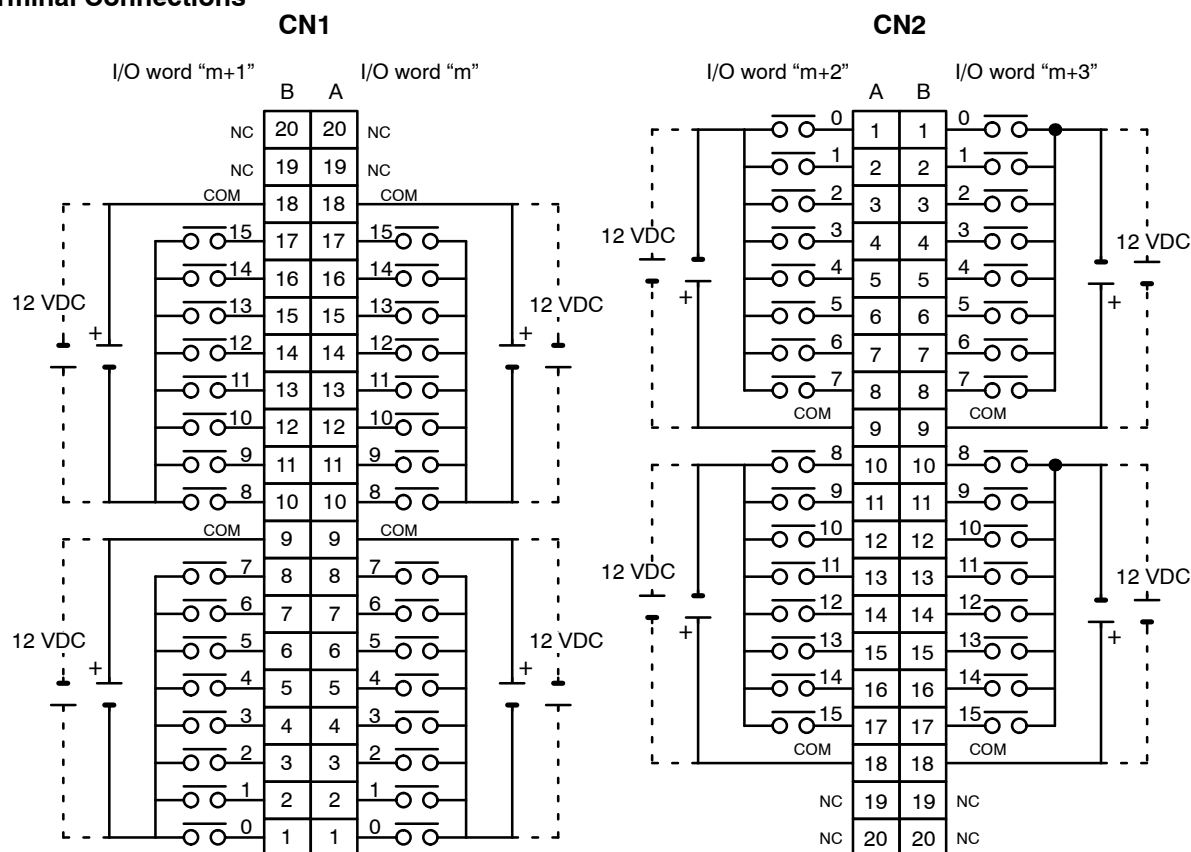 rminal Connections
CN1
I/O word “m+1” I/O word “m”
B A
NC 20 20 NC
NC 19 19 NC
COM 18 18 COM
15 17 17 15
14 16 16 14
12 VDC 13 15 15 13 12 VDC
+ 12 14 14 12 +
11 13 13 11
10 12 12 10
9 11 11 9
8 10 10 8
COM 9 9 COM
7 8 8 7
6 7 7 6
12 VDC 5 6 6 5 12 VDC
+ 4 5 5 4 +
3 4 4 3
2 3 3 2
1 2 2 1
0 1 1 0
CN2
I/O word “m+2” I/O word “m+3”
A B
0 1 1 0
1 2 2 1
2 3 3 2
12 VDC 3 4 4 3 12 VDC
4 5 5 4
+ 5 6 6 5 +
6 7 7 6
7 8 8 7
COM 9 9 COM
8 10 10 8
9 11 11 9
10 12 12 10
12 VDC 11 13 13 11 12 VDC
12 14 14 12
+ 13 15 15 13 +
14 16 16 14
15 17 17 15
COM 18 18 COM
NC 19 19 NC
NC 20 20 NC